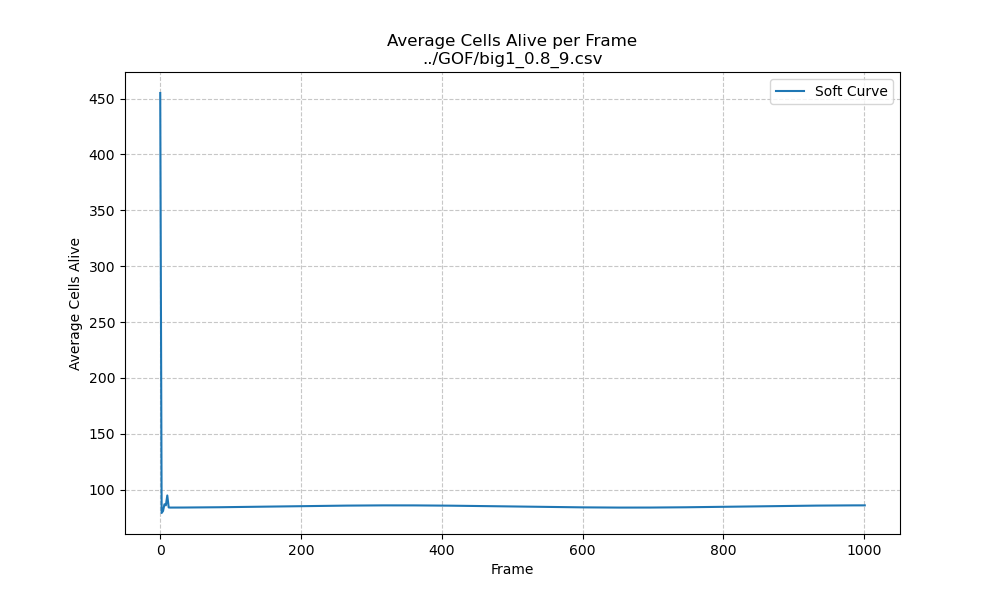 Average Cells Alive per Frame
../GOF/big1_0.8_9.csv
Soft Curve
450
400
350
300
250
200
150
100
Average Cells Alive
0 200 400 600 800 1000
Frame